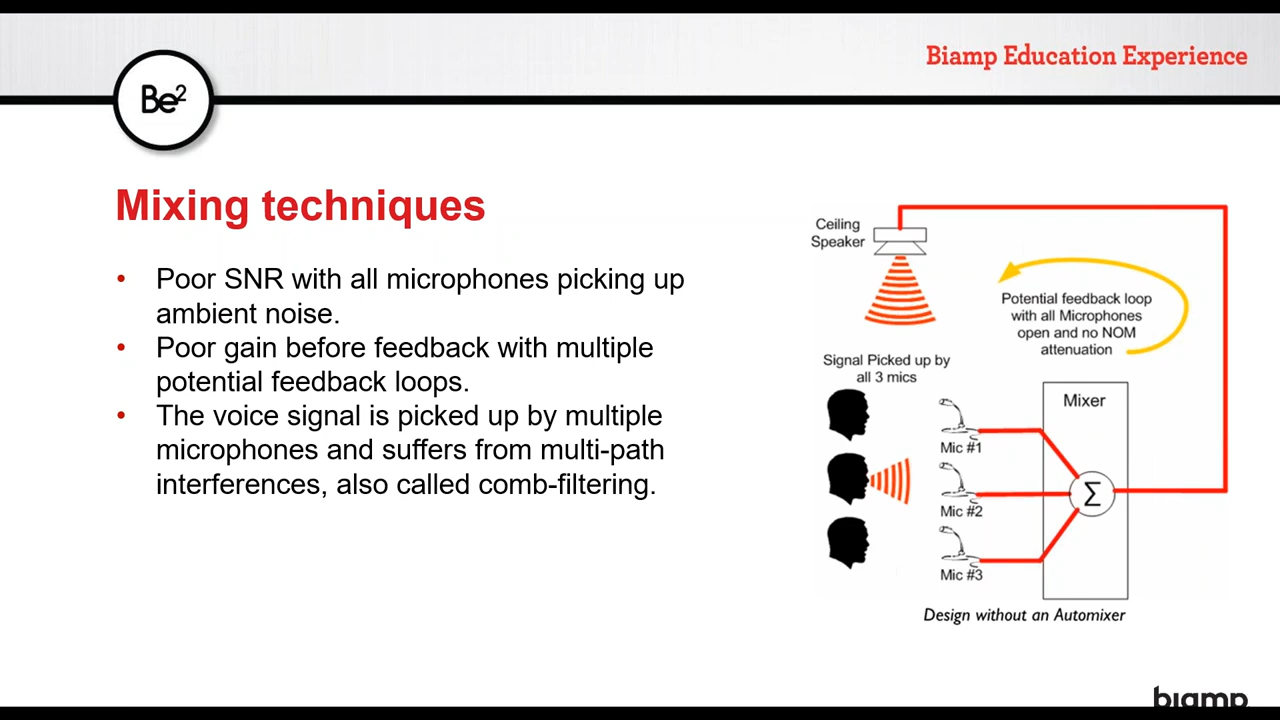 Biamp Education Experience
Be²
Mixing techniques
• Poor SNR with all microphones picking up
ambient noise.
• Poor gain before feedback with multiple
potential feedback loops.
• The voice signal is picked up by multiple
microphones and suffers from multi-path
interferences, also called comb-filtering.
Ceiling
Speaker
Potential feedback loop
with all Microphones
open and no NOM
attenuation
Signal Picked up by
all 3 mics
Mixer
Mic #1
Σ
Mic #2
Mic #3
Design without an Automixer
biamp